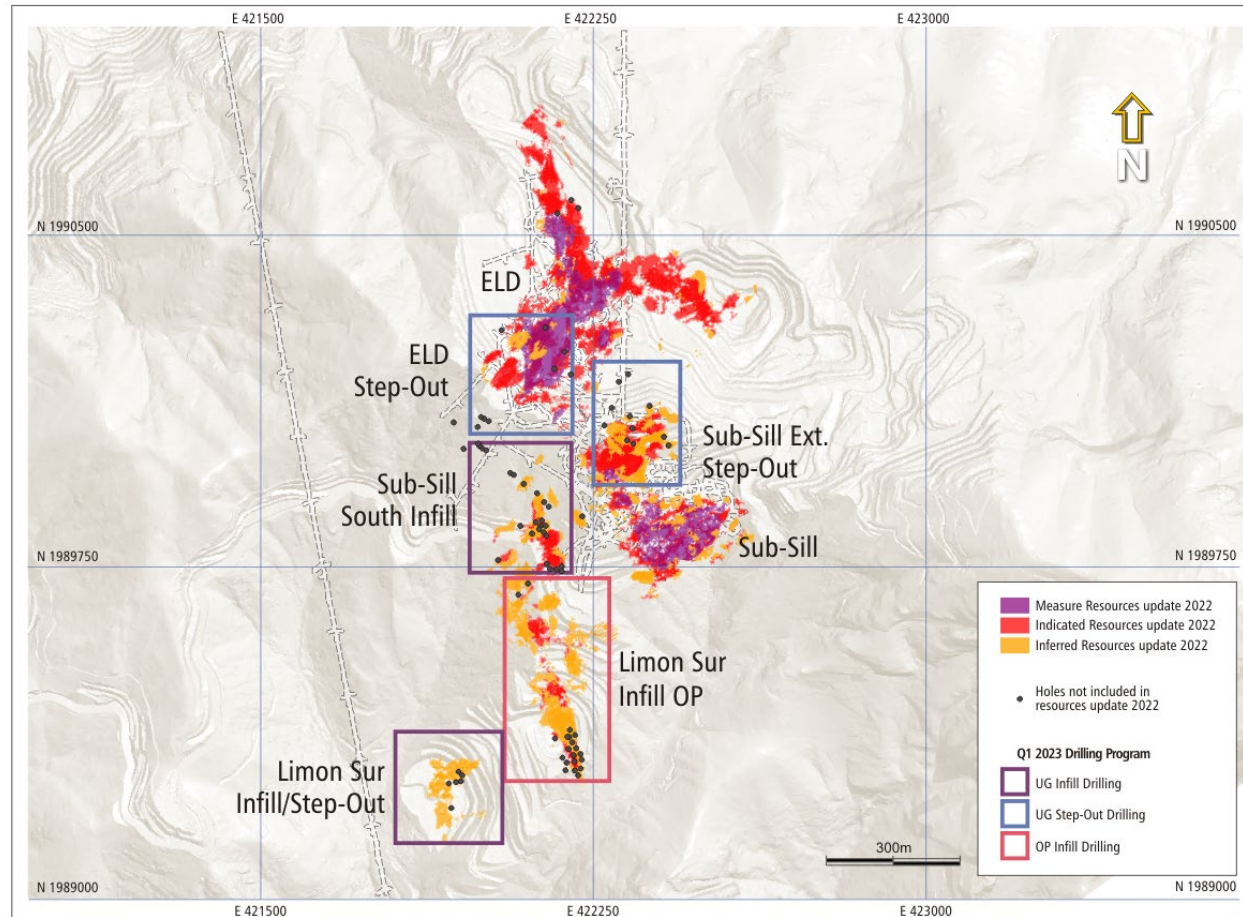 E 421500
E 422250
E 423000
N
N 1990500
N 1990500
ELD
ELD
Step-Out
Sub-Sill Ext.
Step-Out
Sub-Sill
South Infill
Sub-Sill
N 1989750
N 1989750
Measure Resources update 2022
Indicated Resources update 2022
Inferred Resources update 2022
Limon Sur
Infill OP
Holes not included in
resources update 2022
Q1 2023 Drilling Program
Limon Sur
Infill/Step-Out
UG Infill Drilling
UG Step-Out Drilling
OP Infill Drilling
300m
N 1989000
N 1989000
E 421500
E 422250
E 423000